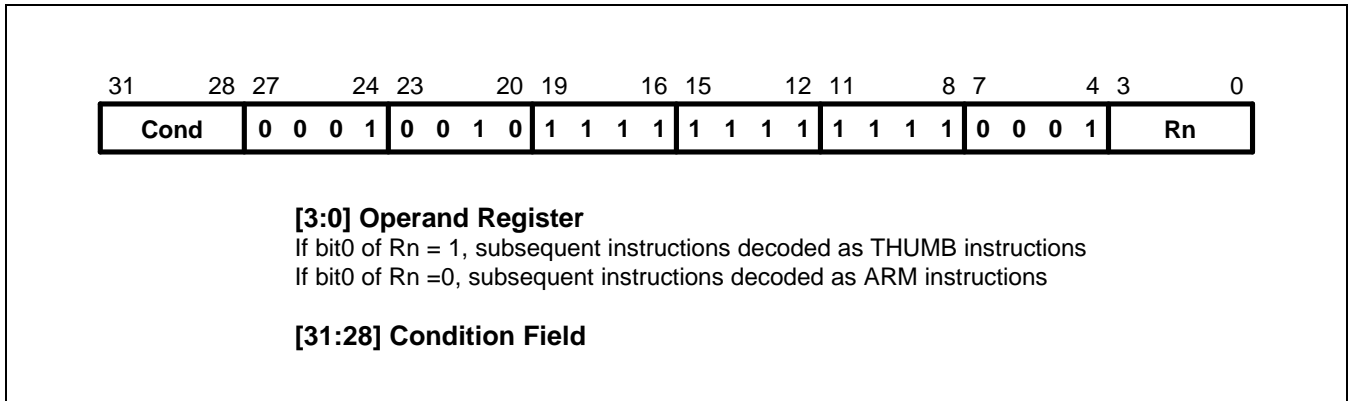 31 28 27 24 23 20 19 16 15 12 11 8 7 4 3 0
Cond 0 0 0 1 0 0 1 0 1 1 1 1 1 1 1 1 1 1 1 1 0 0 0 1 Rn
[3:0] Operand Register
If bit0 of Rn = 1, subsequent instructions decoded as THUMB instructions
If bit0 of Rn =0, subsequent instructions decoded as ARM instructions
[31:28] Condition Field